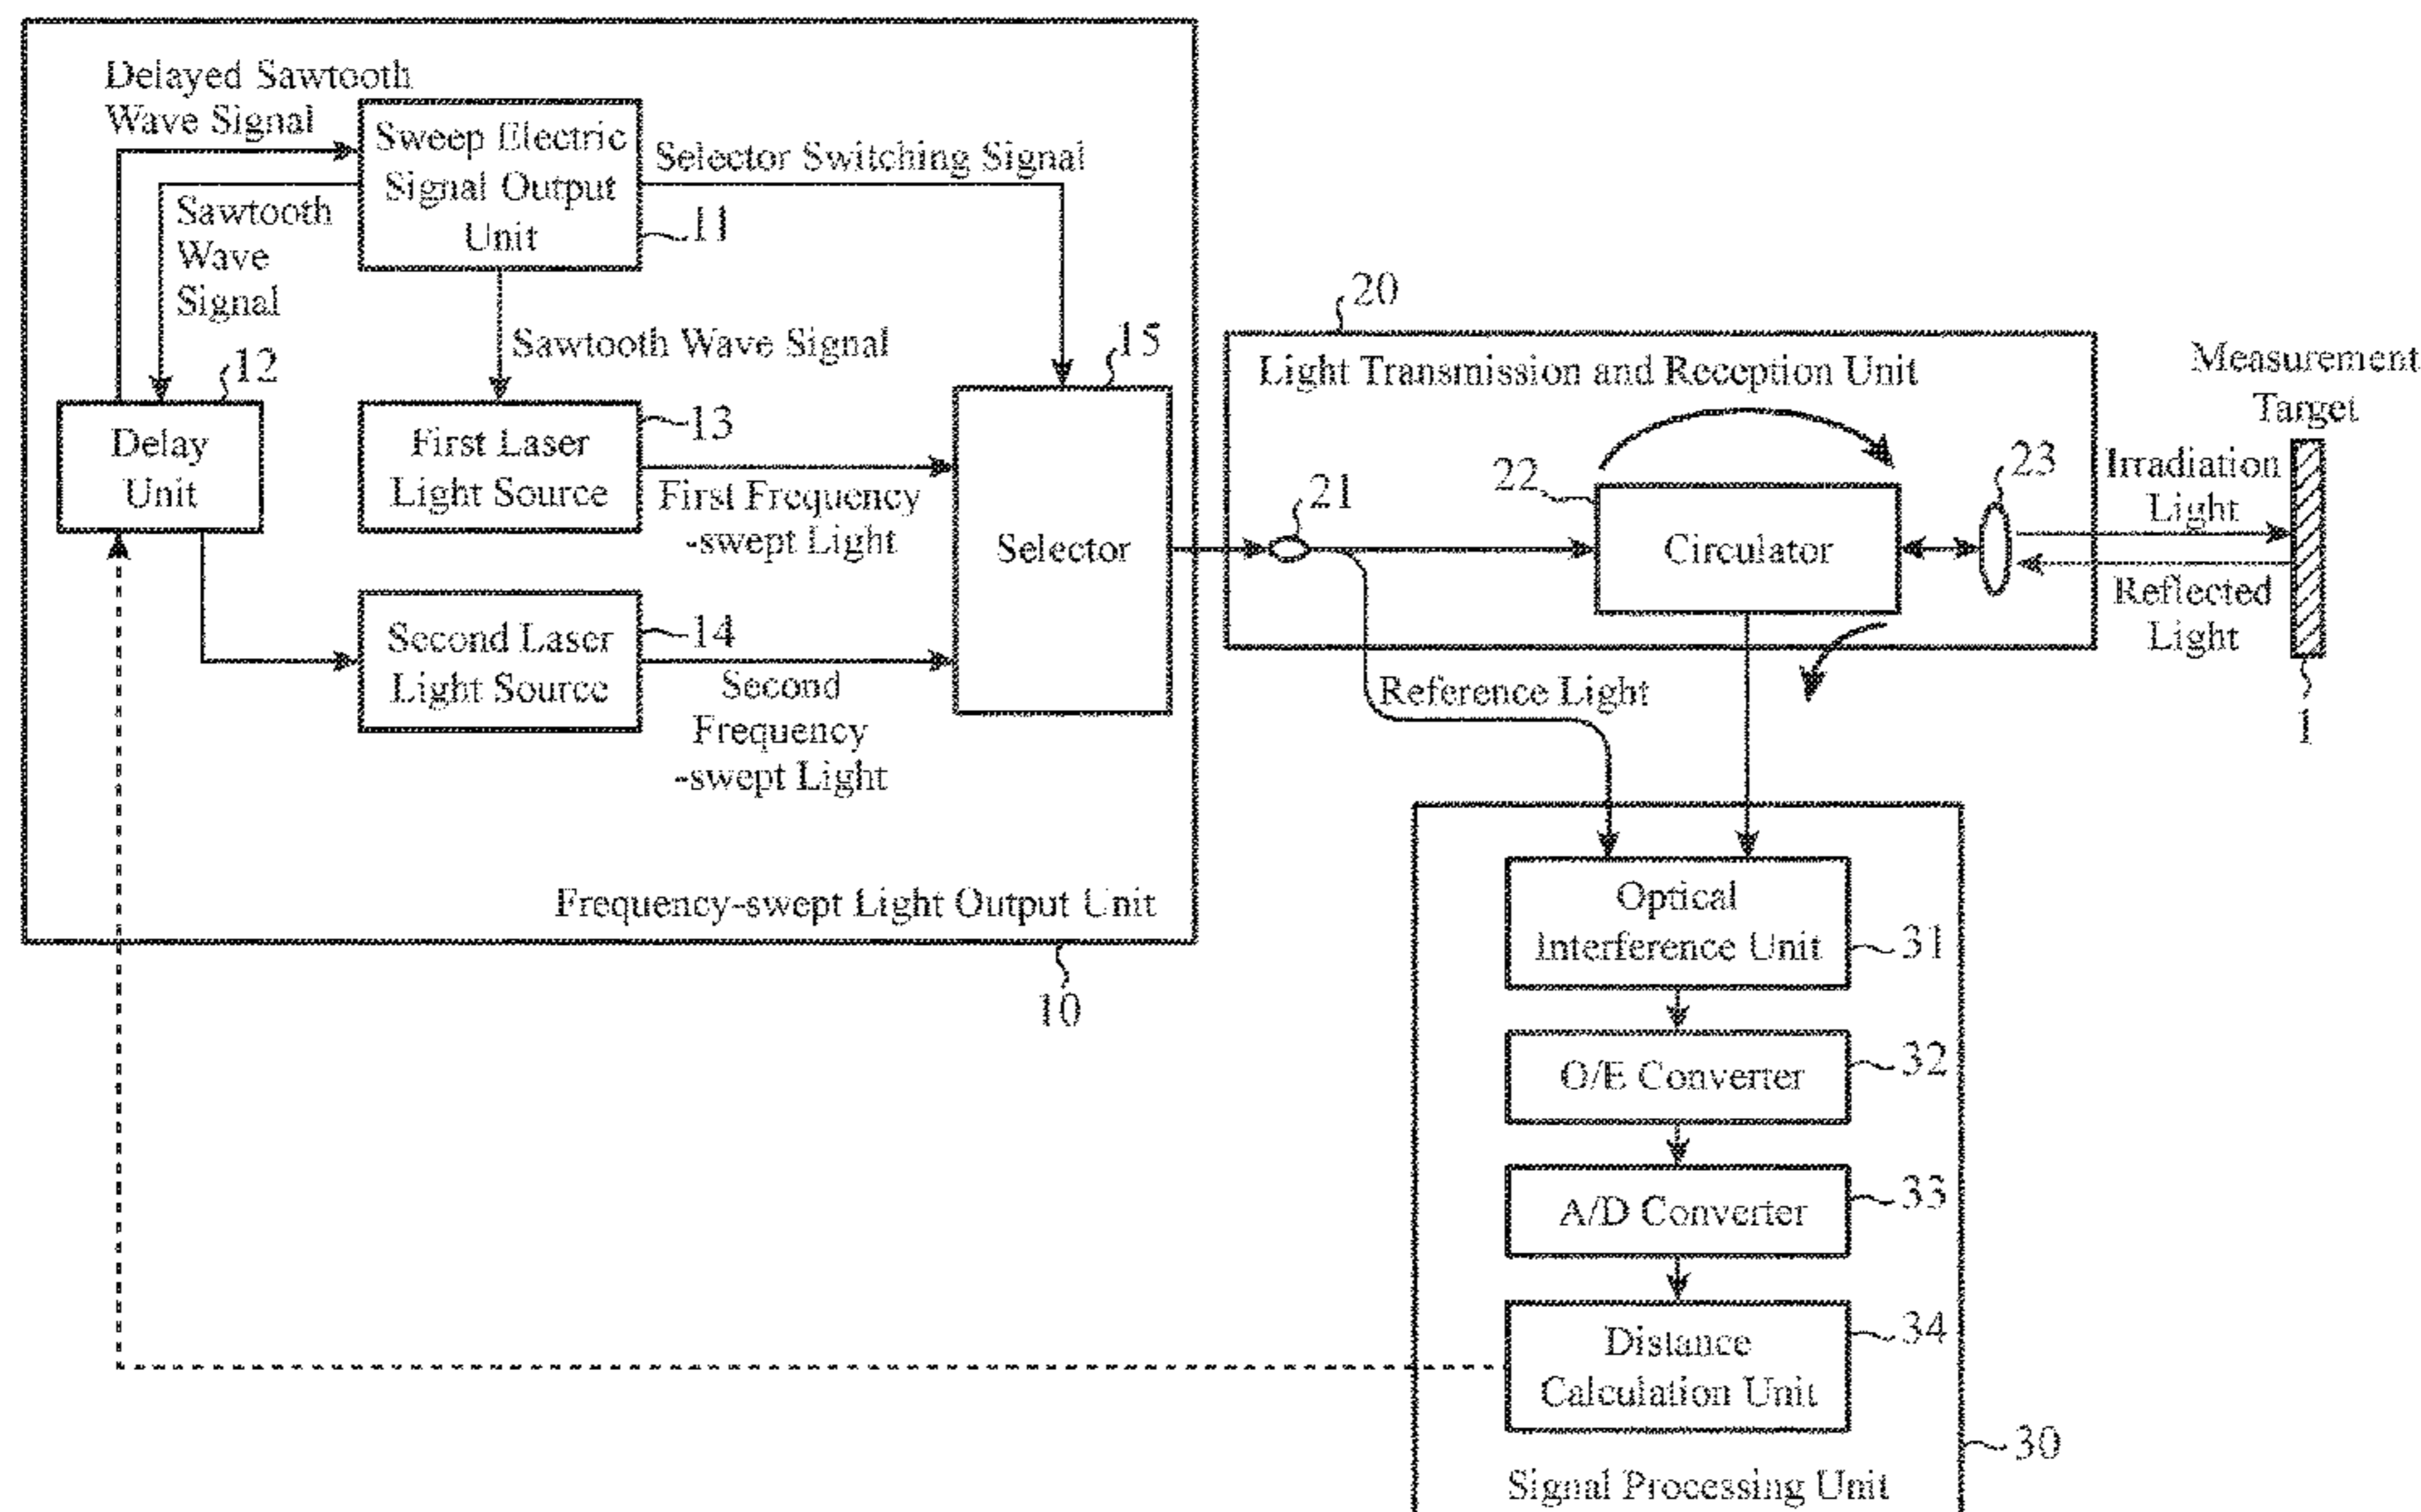 Delayed Sawtooth
Wave Signal
Sweep Electric
Signal Output
Unit
11
Selector Switching Signal
Sawtooth
Wave
Signal
Sawtooth Wave Signal
12
Delay
Unit
13
First Laser
Light Source
First Frequency
-swept Light
14
Second Laser
Light Source
Second
Frequency
-swept Light
15
Selector
Frequency-swept Light Output Unit
10
20
Light Transmission and Reception Unit
21
22
Circulator
23
Measurement
Target
Irradiation
Light
Reflected
Light
1
Reference Light
Optical
Interference Unit
31
O/E Converter
32
A/D Converter
33
Distance
Calculation Unit
34
30
Signal Processing Unit